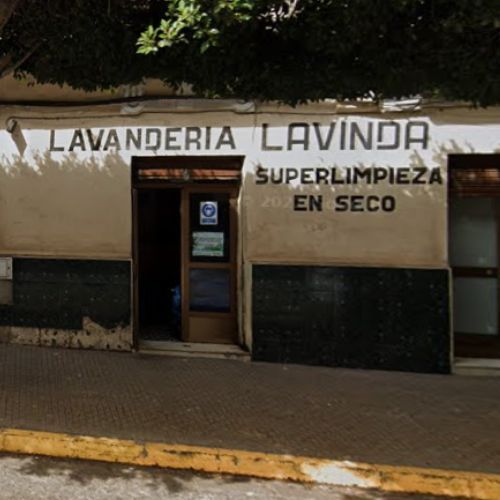 LAVANDERIA LAVINDA
SUPERLIMPIEZA
EN SECO